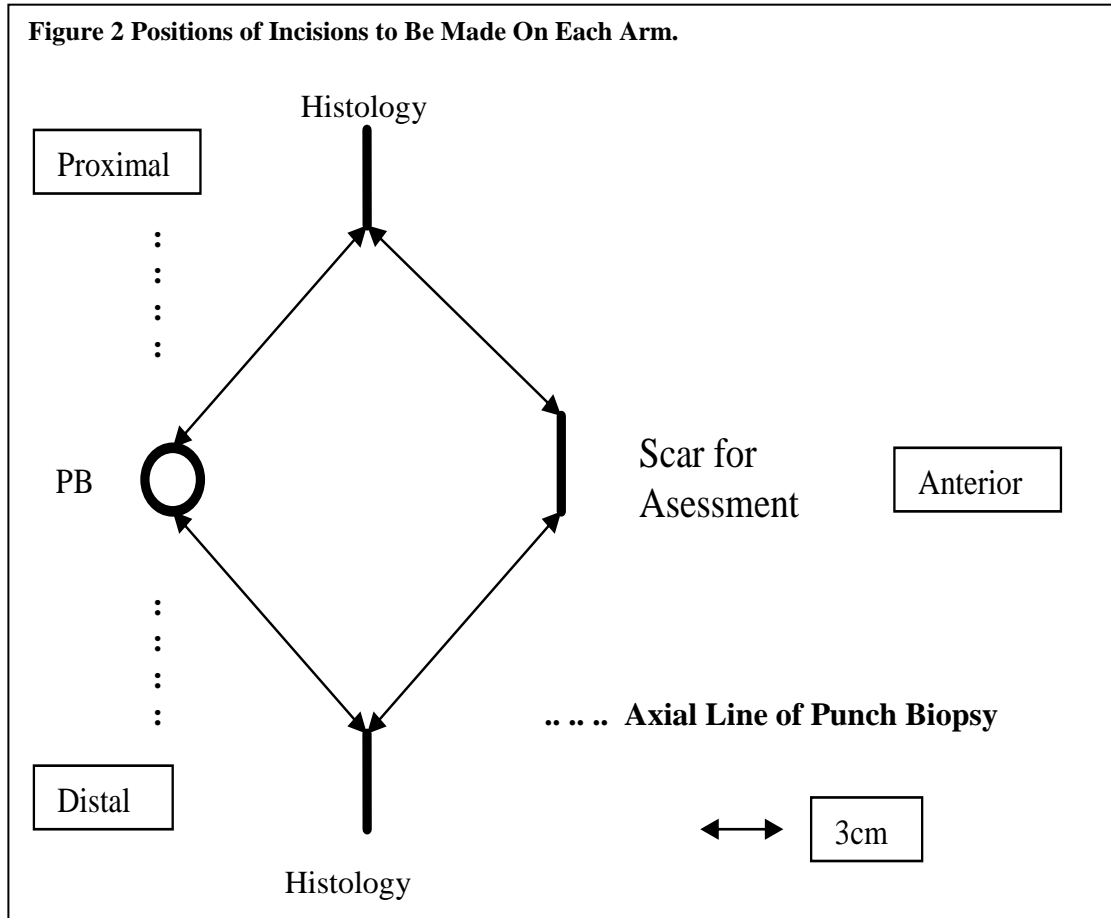 Figure 2 Positions of Incisions to Be Made On Each Arm.
Histology
Proximal
PB
Scar for
Asessment
Anterior
.. .. .. Axial Line of Punch Biopsy
Distal
3cm
Histology